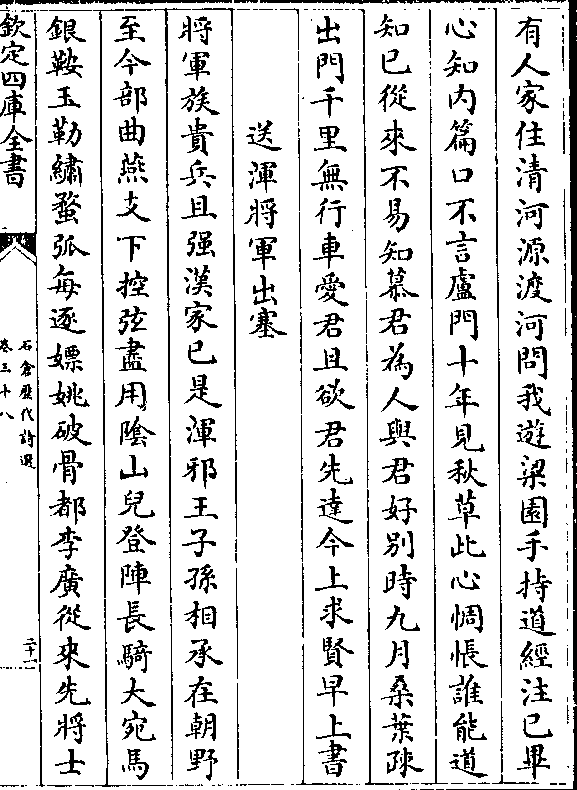 有人家住清河源渡河問我遊梁園手持道經注已畢
心知内篇口不言盧門十年見秋草此心惆悵誰能道
知已從來不易知慕君為人與君好别時九月桑葉疎
出門千里無行車愛君且欲君先達今上求賢早上書
送渾將軍出塞
將軍族貴兵且强漢家已是渾邪王子孫相承在朝野
至今部曲燕支下控弦盡用陰山兒登陣長騎大宛馬
銀鞍玉勒繡蝥弧每逐嫖姚破骨都李廣從來先將士
欽定四庫全書
石倉歷代詩選
卷三十八
二十一